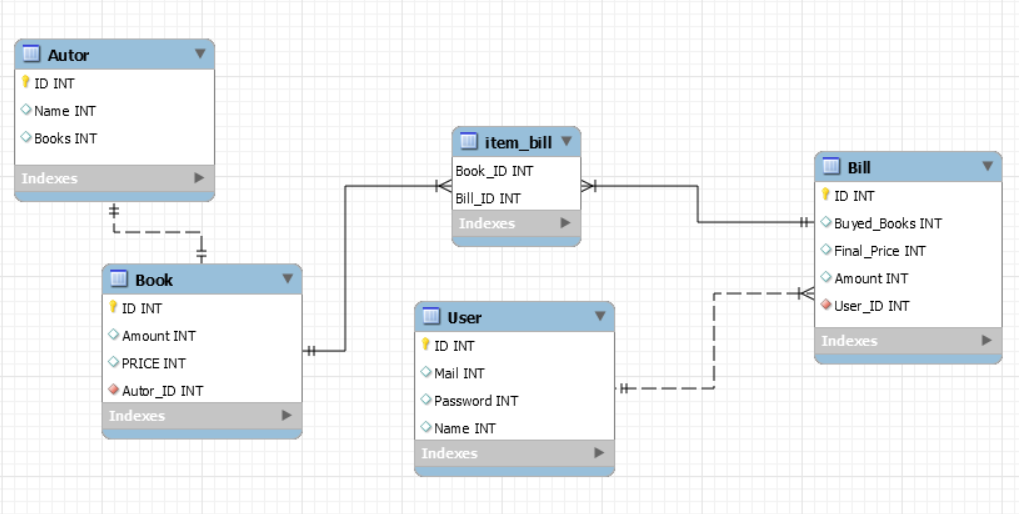 Autor
ID INT
Name INT
Books INT
Indexes
Book
ID INT
Amount INT
PRICE INT
Autor_ID INT
Indexes
item_bill
Book_ID INT
Bill_ID INT
Indexes
User
ID INT
Mail INT
Password INT
Name INT
Indexes
Bill
ID INT
Buyed_Books INT
Final_Price INT
Amount INT
User_ID INT
Indexes